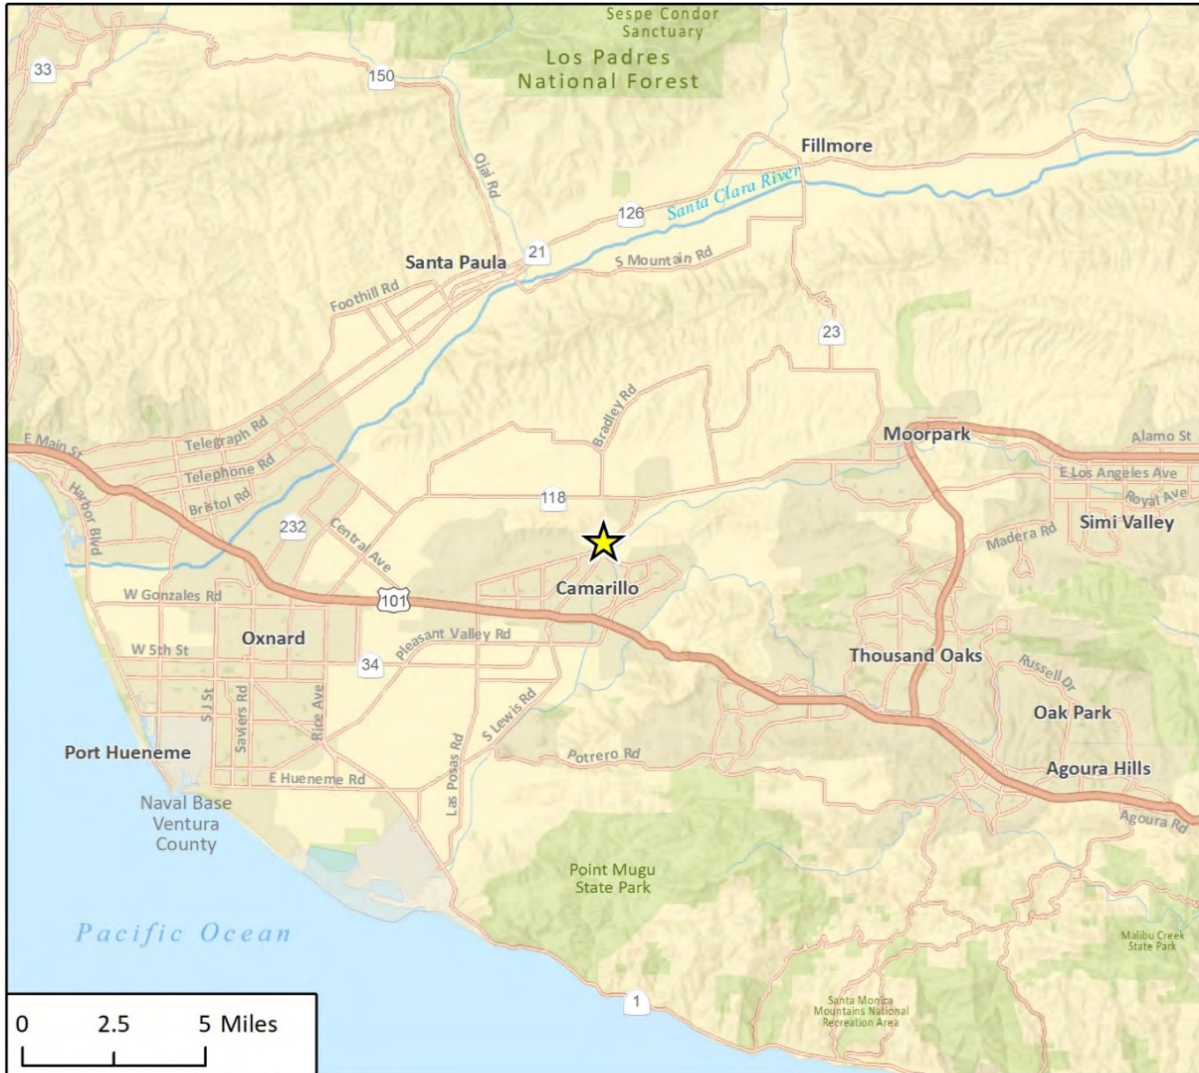 Sespe Condor
Sanctuary
Los Padres
National Forest
33
150
Ojai Rd
Fillmore
Santa Clara River
126
21
Santa Paula
S Mountain Rd
Foothill Rd
23
Bradley Rd
Telegraph Rd
E Main St
Moorpark
Alamo St
Telephone Rd
E Los Angeles Ave
Harbor Blvd
Bristol Rd
118
Royal Ave
232
Central Ave
Simi Valley
Madera Rd
Camarillo
W Gonzales Rd
101
Oxnard
Pleasant Valley Rd
W 5th St
34
Thousand Oaks
Russell Dr
S J St
Saviers Rd
Rice Ave
S Lewis Rd
Oak Park
Port Hueneme
Las Posas Rd
Potrero Rd
E Hueneme Rd
Agoura Hills
Naval Base
Ventura
County
Agoura Rd
Point Mugu
State Park
Pacific Ocean
Malibu Creek
State Park
1
Santa Monica
Mountains National
Recreation Area
0 2.5 5 Miles